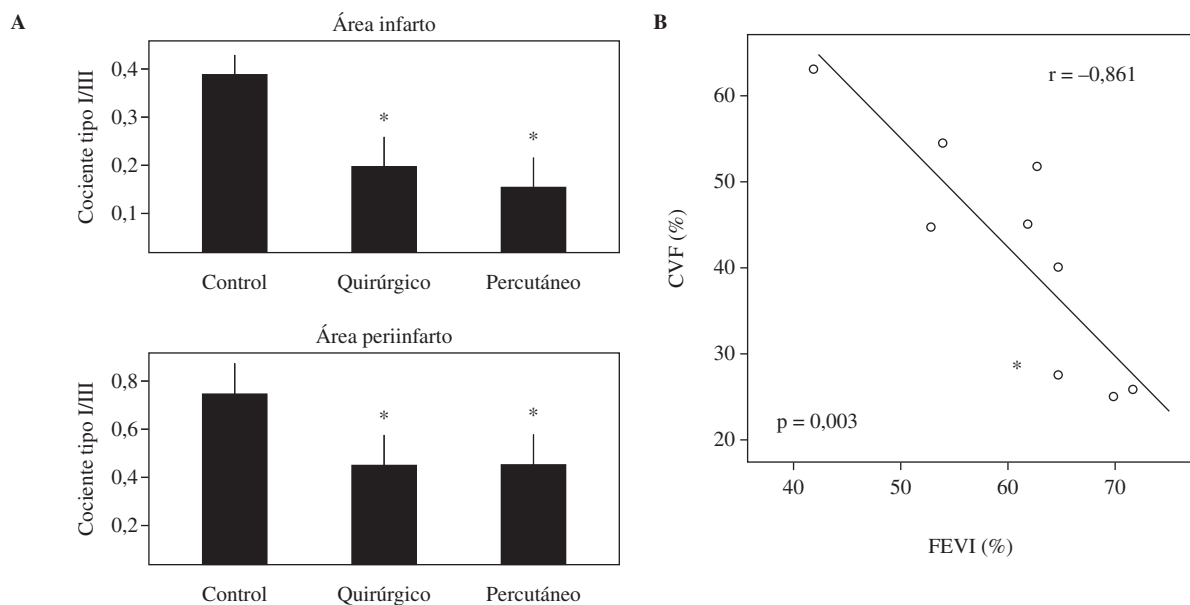 A
Área infarto
Cociente tipo I/III
0,4
0,3
0,2
0,1
*
*
Control Quirúrgico Percutáneo
Área periinfarto
Cociente tipo I/III
0,8
0,6
0,4
0,2
*
*
Control Quirúrgico Percutáneo
B
CVF (%)
60
50
40
30
20
r = –0,861
*
p = 0,003
40 50 60 70
FEVI (%)